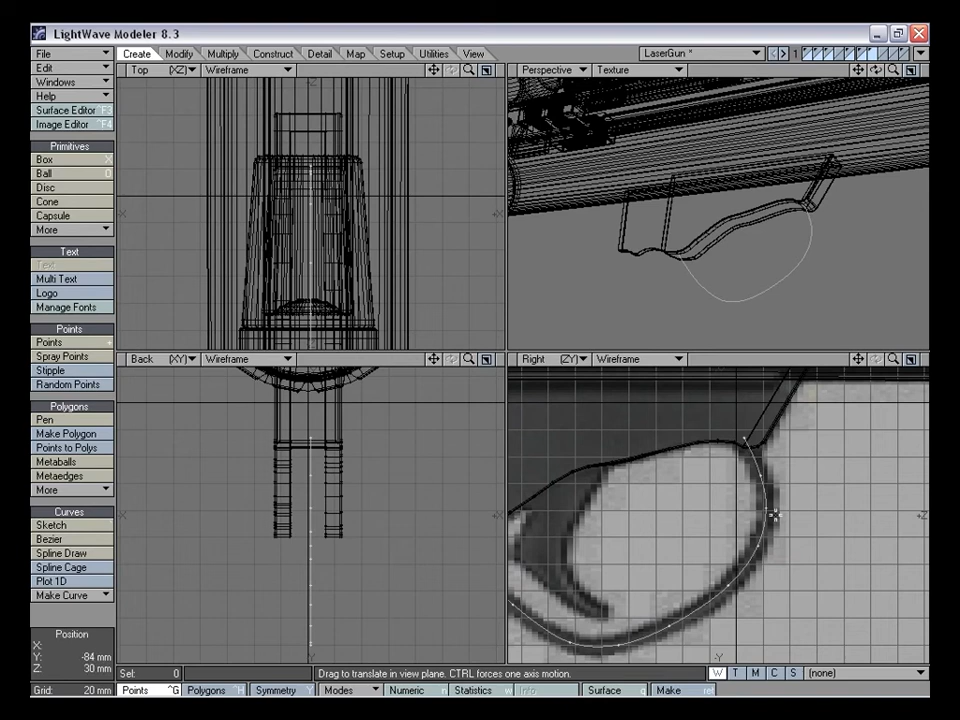 LightWave Modeler 8.3
File Create Modify Multiply Construct Detail Map Setup Utilities View LaserGun * 1
Edit Top (XZ) Wireframe Perspective Texture
Windows
Help
Surface Editor ^F3
Image Editor ^F4
Primitives
Box X
Ball O
Disc
Cone
Capsule
More
Text
Text
Multi Text
Logo
Manage Fonts
Points
Points +
Back (XY) Wireframe Right (ZY) Wireframe
Spray Points
Stipple
Random Points
Polygons
Pen
Make Polygon
Points to Polys
Metaballs
Metaedges
More
Curves
Sketch
Bezier
Spline Draw
Spline Cage
Plot 1D
Make Curve
Position
X:
Y: -84 mm
Z: 30 mm
Sel: 0 Drag to translate in view plane. CTRL forces one axis motion. W T M C S (none)
Grid: 20 mm Points ^G Polygons ^H Symmetry Y Modes Numeric n Statistics w Info i Surface q Make ret